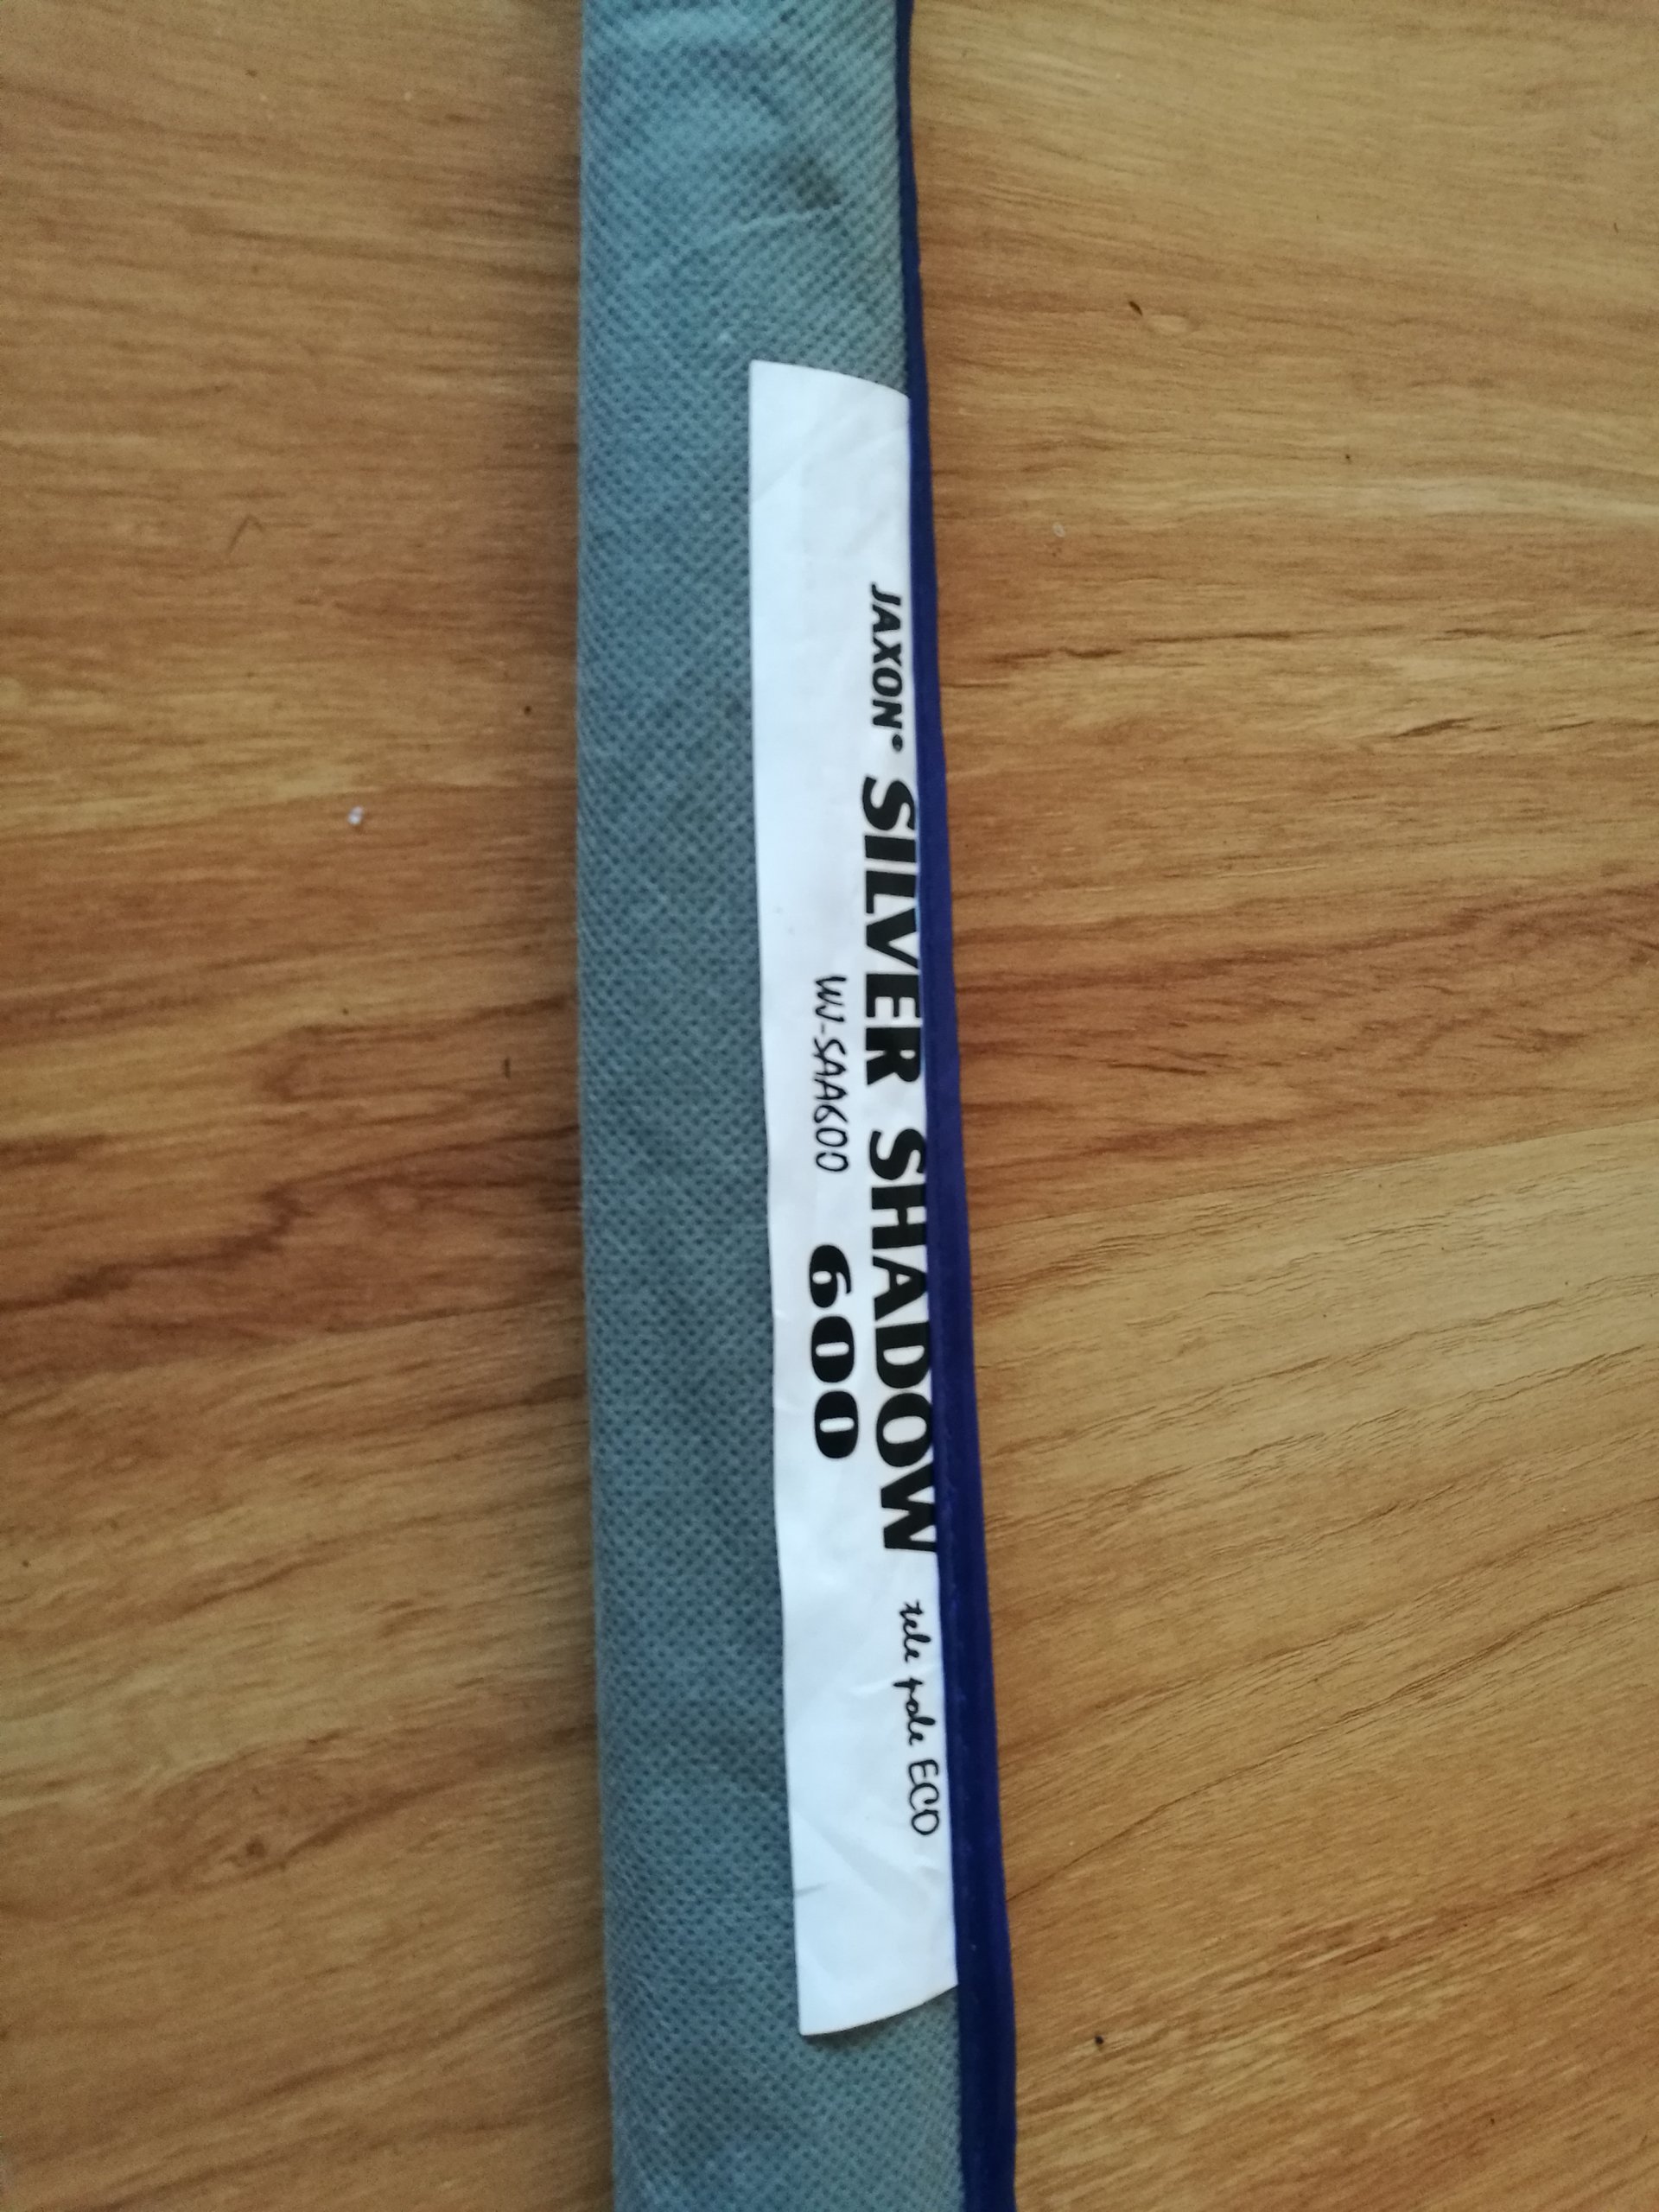 JAXON® SILVER SHADOW tele pole ECO
WJ-SAA600 600